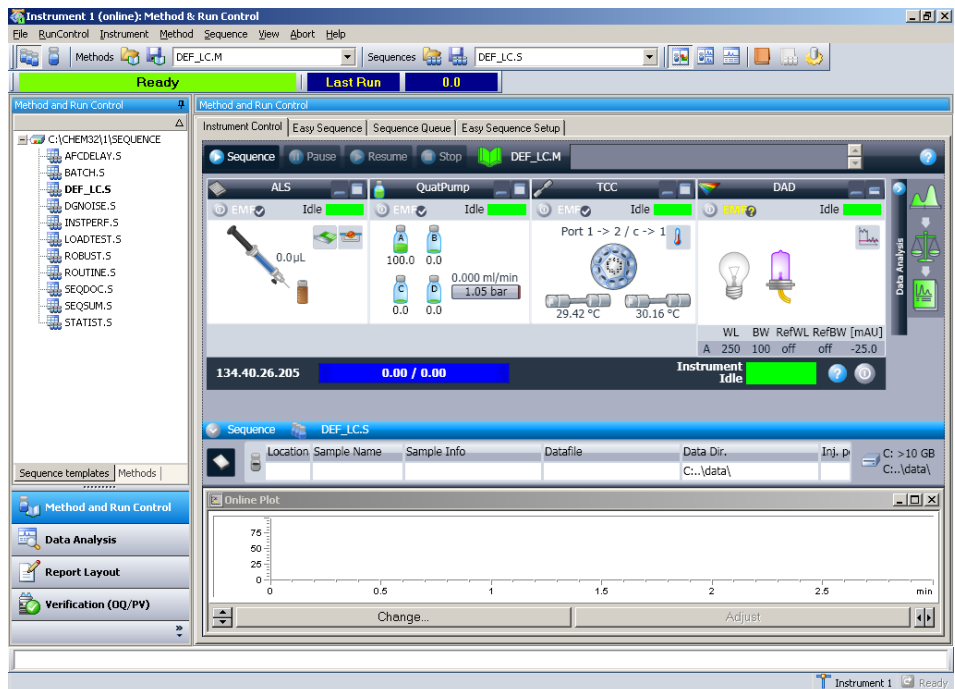 Instrument 1 (online): Method & Run Control
File RunControl Instrument Method Sequence View Abort Help
Methods DEF_LC.M Sequences DEF_LC.S
Ready Last Run 0.0
Method and Run Control
C:\CHEM32\1\SEQUENCE
AFCDELAY.S
BATCH.S
DEF_LC.S
DGNOISE.S
INSTPERF.S
LOADTEST.S
ROBUST.S
ROUTINE.S
SEQDOC.S
SEQSUM.S
STATIST.S
Sequence templates Methods
Method and Run Control
Data Analysis
Report Layout
Verification (OQ/PV)
Method and Run Control
Instrument Control Easy Sequence Sequence Queue Easy Sequence Setup
Sequence Pause Resume Stop DEF_LC.M
ALS QuatPump TCC DAD
EMF Idle EMF Idle EMF Idle EMF Idle
Port 1 -> 2 / c -> 1
A B
0.0µL
100.0 0.0
0.000 ml/min
C D 1.05 bar
0.0 0.0
29.42 °C 30.16 °C
WL BW RefWL RefBW [mAU]
A 250 100 off off -25.0
Data Analysis
134.40.26.205 0.00 / 0.00 Instrument
Idle
Sequence DEF_LC.S
Location Sample Name Sample Info Datafile Data Dir. Inj. p C: >10 GB
C:..\data\ C:..\data\
Online Plot
75
50
25
0
0 0.5 1 1.5 2 2.5 min
Change... Adjust
Instrument 1 Ready